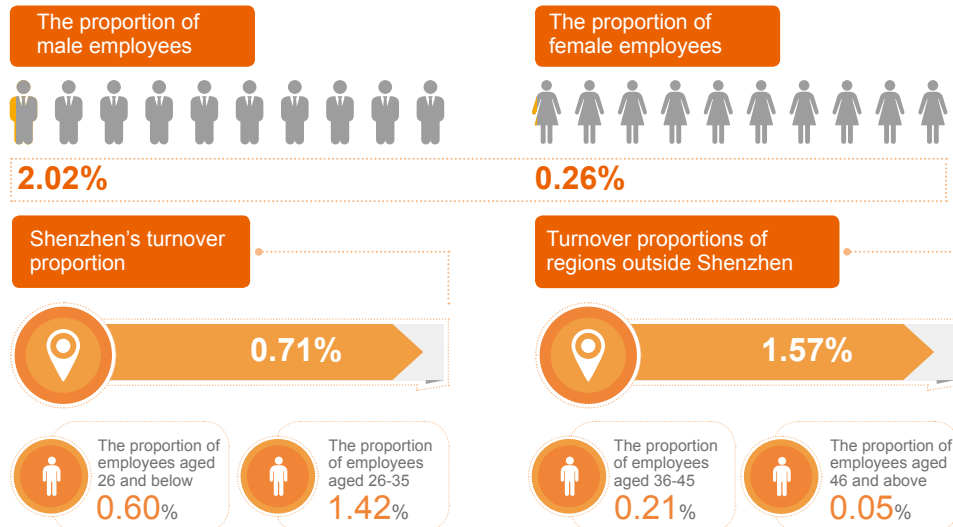 The proportion of
male employees
The proportion of
female employees
2.02%
0.26%
Shenzhen’s turnover
proportion
Turnover proportions of
regions outside Shenzhen
0.71%
1.57%
The proportion of
employees aged
26 and below
0.60%
The proportion
of employees
aged 26-35
1.42%
The proportion
of employees
aged 36-45
0.21%
The proportion of
employees aged
46 and above
0.05%